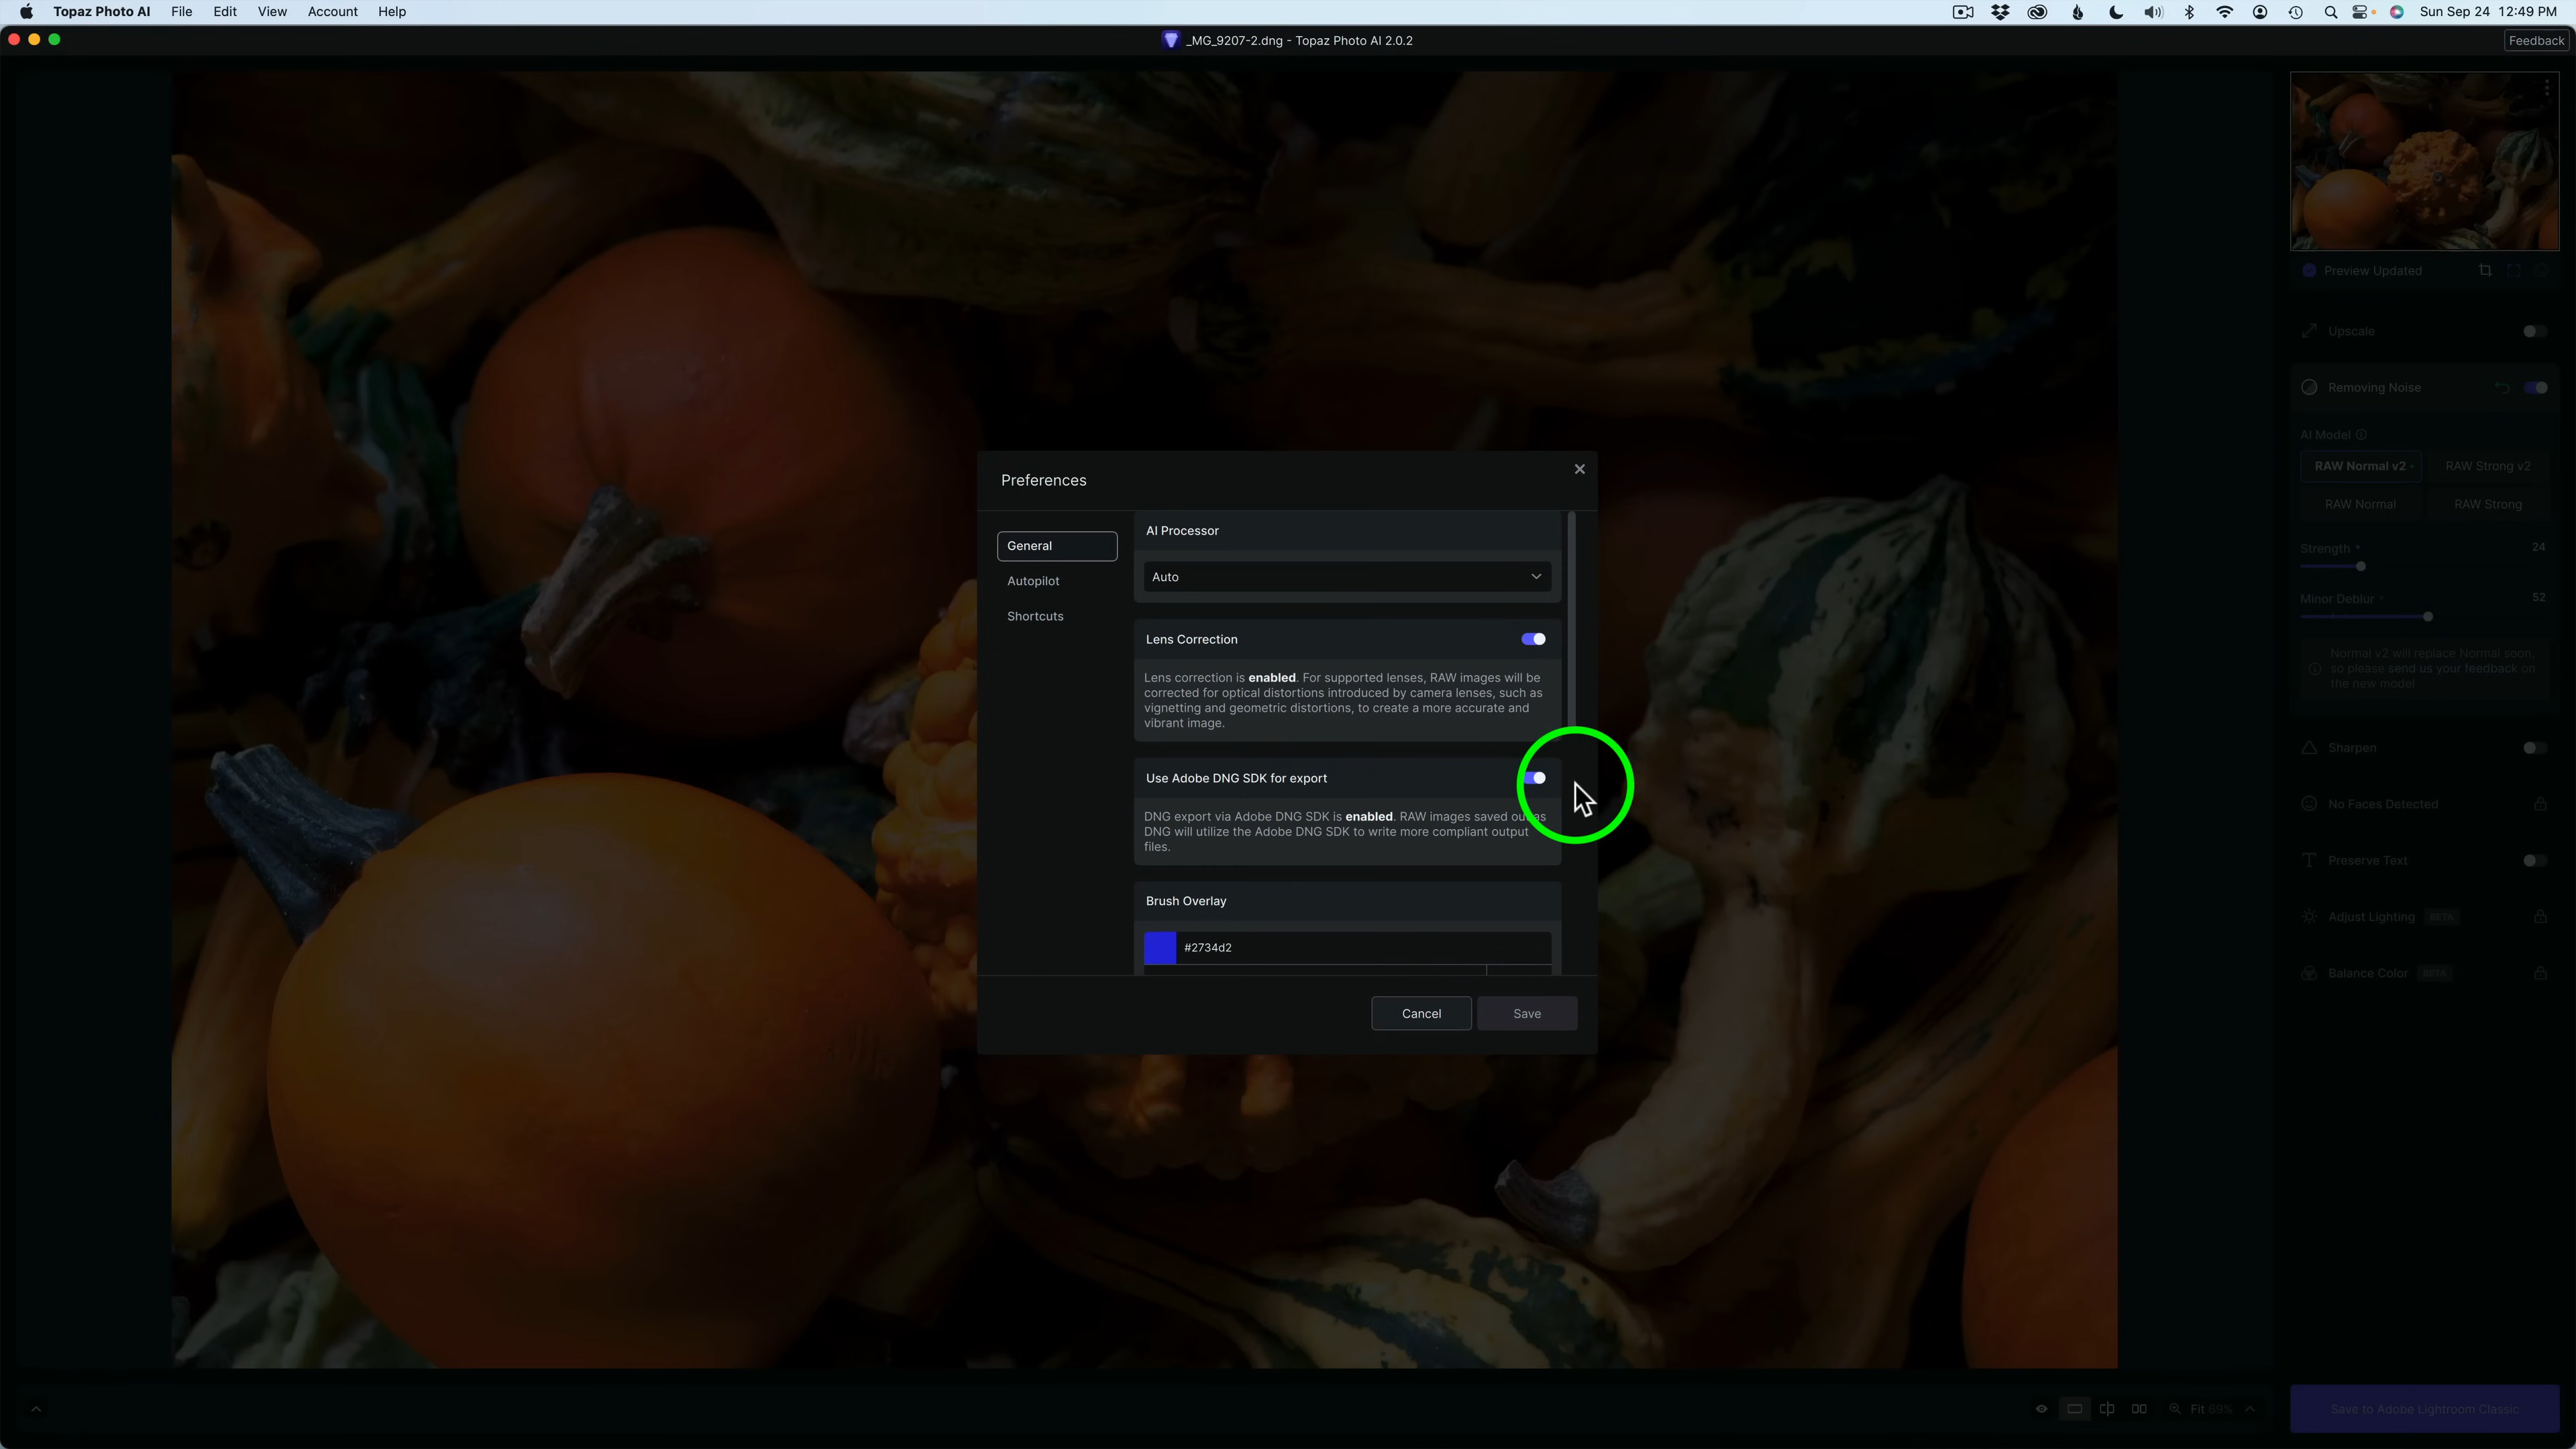 Topaz Photo AI File Edit View Account Help Sun Sep 24 12:49 PM
_MG_9207-2.dng - Topaz Photo AI 2.0.2
Feedback
Preview Updated
Upscale
Removing Noise
AI Model
RAW Normal v2 RAW Strong v2
RAW Normal RAW Strong
Strength 24
Minor Deblur 52
Normal v2 will replace Normal soon,
so please send us your feedback on
the new model
Sharpen
No Faces Detected
Preserve Text
Adjust Lighting BETA
Balance Color BETA
Preferences
General
Autopilot
Shortcuts
AI Processor
Auto
Lens Correction
Lens correction is enabled. For supported lenses, RAW images will be
corrected for optical distortions introduced by camera lenses, such as
vignetting and geometric distortions, to create a more accurate and
vibrant image.
Use Adobe DNG SDK for export
DNG export via Adobe DNG SDK is enabled. RAW images saved out as
DNG will utilize the Adobe DNG SDK to write more compliant output
files.
Brush Overlay
#2734d2
Cancel Save
Fit 69%
Save to Adobe Lightroom Classic